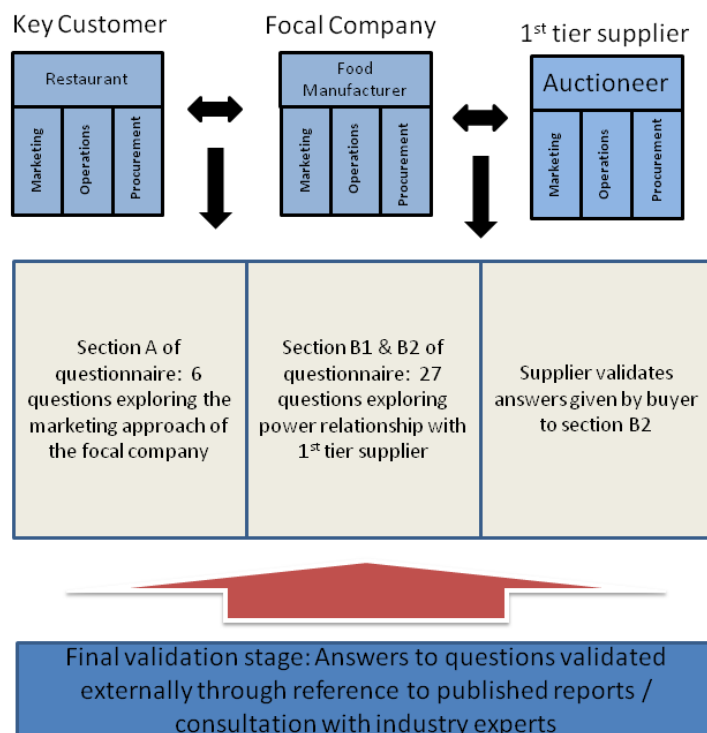 Key Customer
Focal Company
1st tier supplier
Restaurant
Marketing
Operations
Procurement
Food
Manufacturer
Marketing
Operations
Procurement
Auctioneer
Marketing
Operations
Procurement
Section A of
questionnaire: 6
questions exploring the
marketing approach of
the focal company
Section B1 & B2 of
questionnaire: 27
questions exploring
power relationship with
1st tier supplier
Supplier validates
answers given by buyer
to section B2
Final validation stage: Answers to questions validated
externally through reference to published reports /
consultation with industry experts